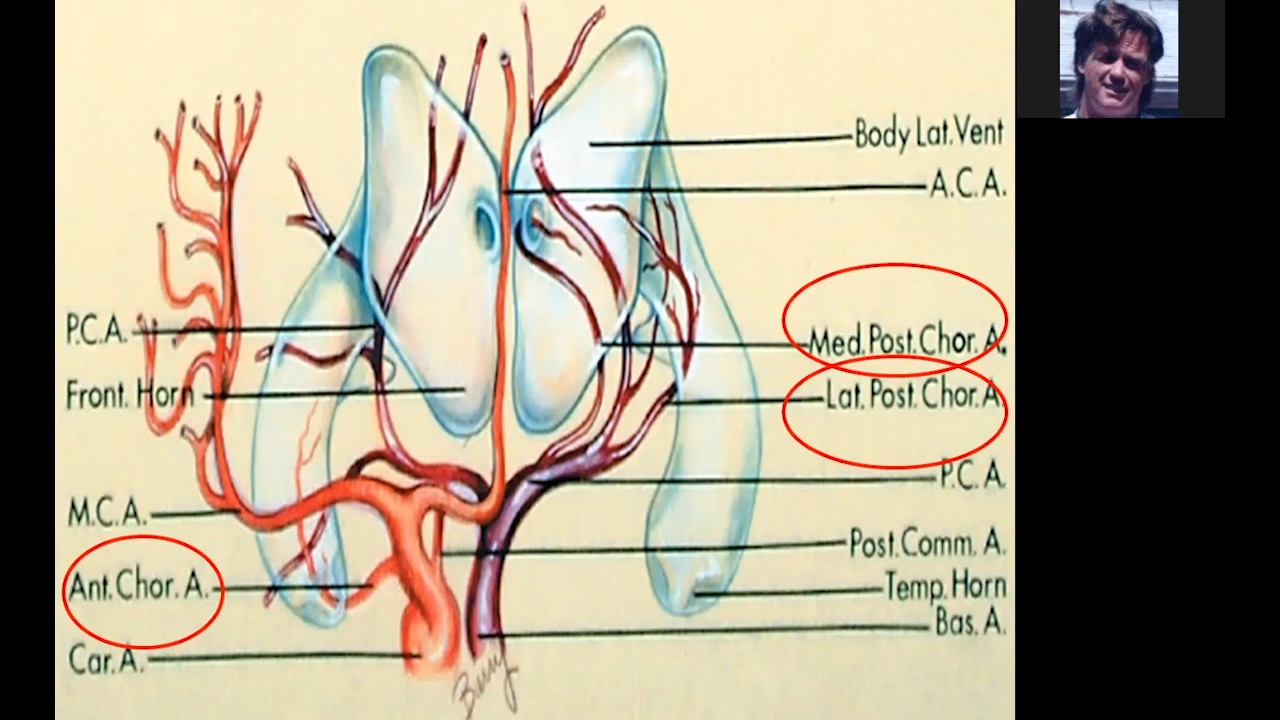 Body Lat. Vent
A.C.A.
P.C.A.
Med. Post. Chor. A.
Front. Horn
Lat. Post. Chor. A
P.C.A.
M.C.A.
Post. Comm. A.
Ant. Chor. A.
Temp. Horn
Bas. A.
Car. A.